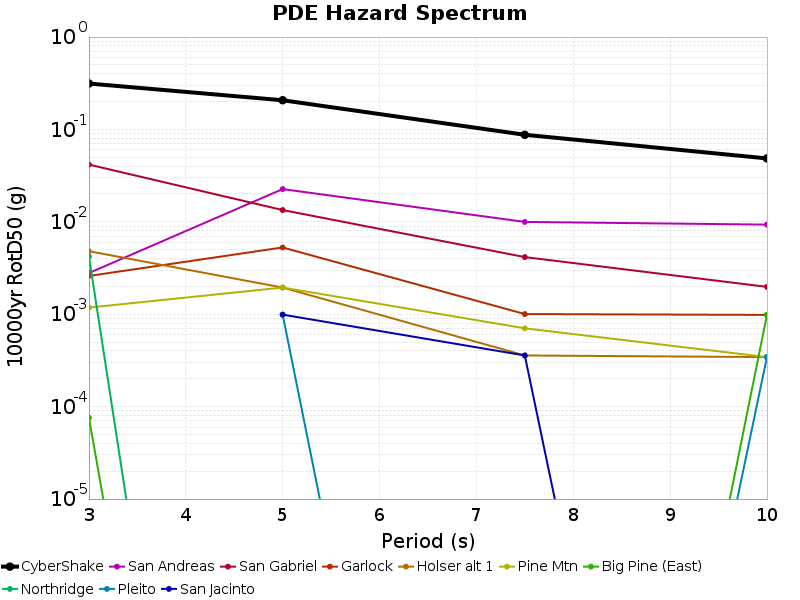 PDE Hazard Spectrum
10000yr RotD50 (g)
10^0
10^-1
10^-2
10^-3
10^-4
10^-5
3 4 5 6 7 8 9 10
Period (s)
CyberShake San Andreas San Gabriel Garlock Holser alt 1 Pine Mtn Big Pine (East)
Northridge Pleito San Jacinto